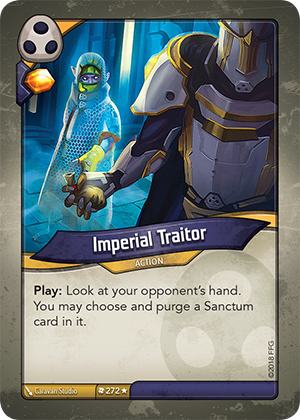 Imperial Traitor
ACTION
Play: Look at your opponent's hand.
You may choose and purge a Sanctum
card in it.
©2018 FFG
Caravan Studio
272★